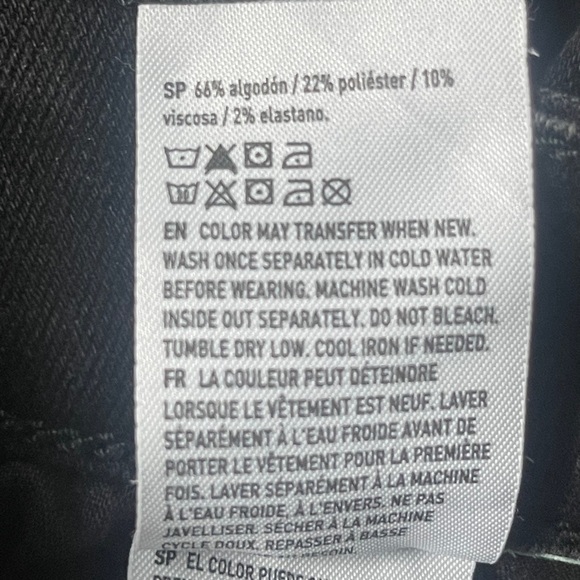 SP 66% algodón / 22% poliéster / 10%
viscosa / 2% elastano.
EN COLOR MAY TRANSFER WHEN NEW.
WASH ONCE SEPARATELY IN COLD WATER
BEFORE WEARING. MACHINE WASH COLD
INSIDE OUT SEPARATELY. DO NOT BLEACH.
TUMBLE DRY LOW. COOL IRON IF NEEDED.
FR LA COULEUR PEUT DÉTEINDRE
LORSQUE LE VÊTEMENT EST NEUF. LAVER
SÉPARÉMENT À L'EAU FROIDE AVANT DE
PORTER LE VÊTEMENT POUR LA PREMIÈRE
FOIS. LAVER SÉPARÉMENT À LA MACHINE
À L'EAU FROIDE, À L'ENVERS. NE PAS
JAVELLISER. SÉCHER À LA MACHINE
CYCLE DOUX. REPASSER À BASSE
SP EL COLOR